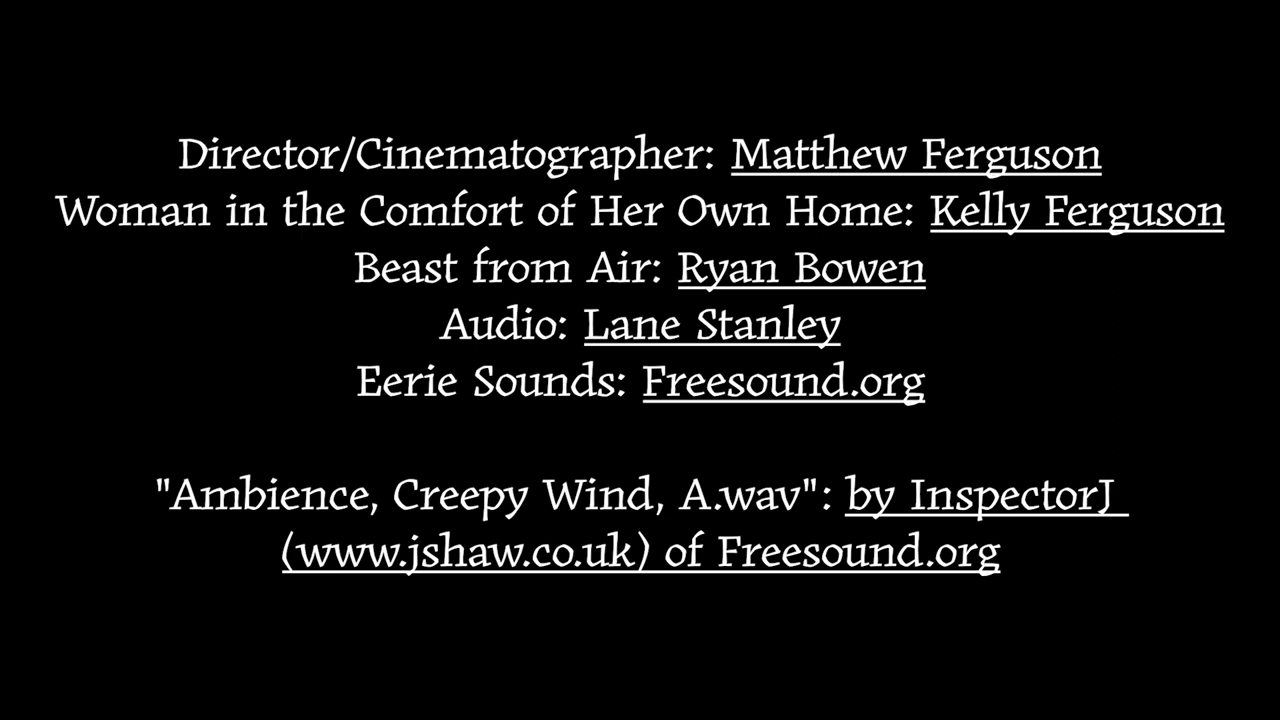 Director/Cinematographer: Matthew Ferguson
Woman in the Comfort of Her Own Home: Kelly Ferguson
Beast from Air: Ryan Bowen
Audio: Lane Stanley
Eerie Sounds: Freesound.org
"Ambience, Creepy Wind, A.wav": by InspectorJ
(www.jshaw.co.uk) of Freesound.org